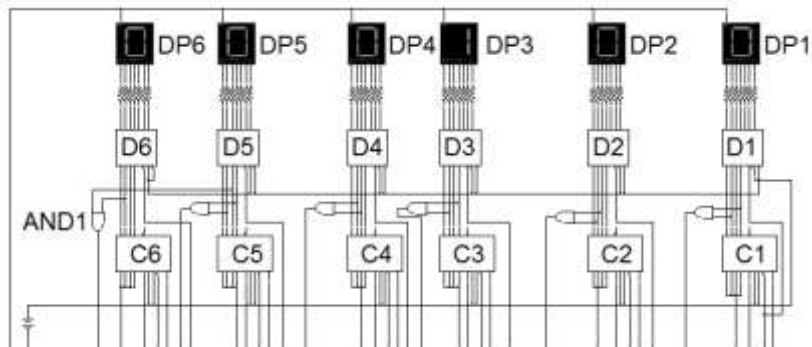 DP6 DP5 DP4 DP3 DP2 DP1
D6 D5 D4 D3 D2 D1
AND1
C6 C5 C4 C3 C2 C1